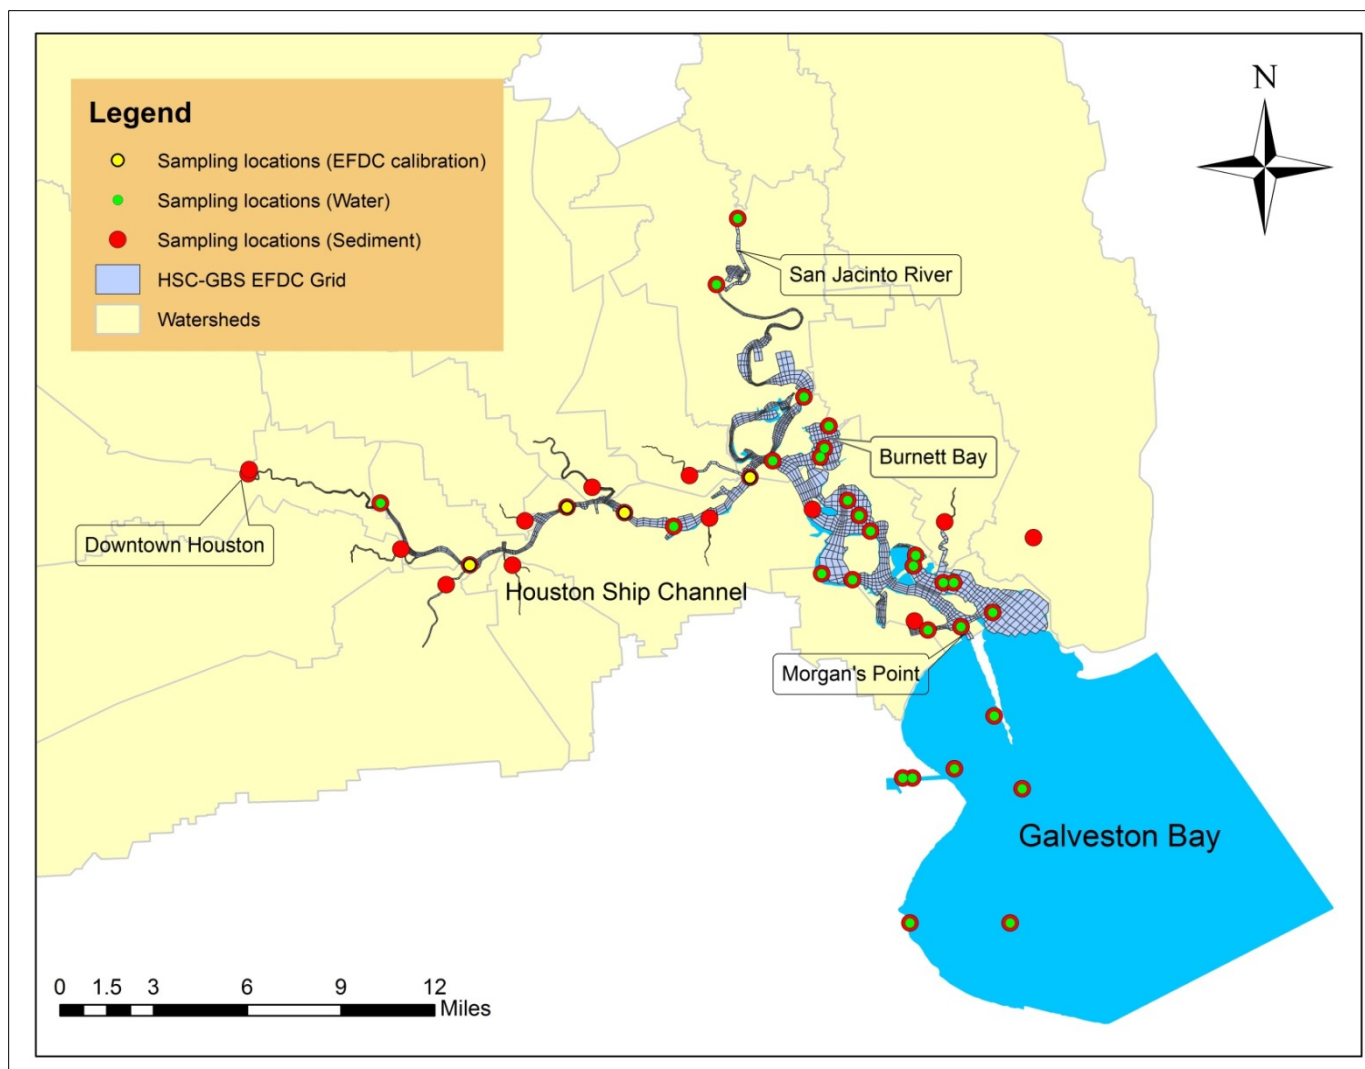 N
Legend
Sampling locations (EFDC calibration)
Sampling locations (Water)
Sampling locations (Sediment)
HSC-GBS EFDC Grid
Watersheds
San Jacinto River
Burnett Bay
Downtown Houston
Houston Ship Channel
Morgan's Point
Galveston Bay
0 1.5 3 6 9 12
Miles